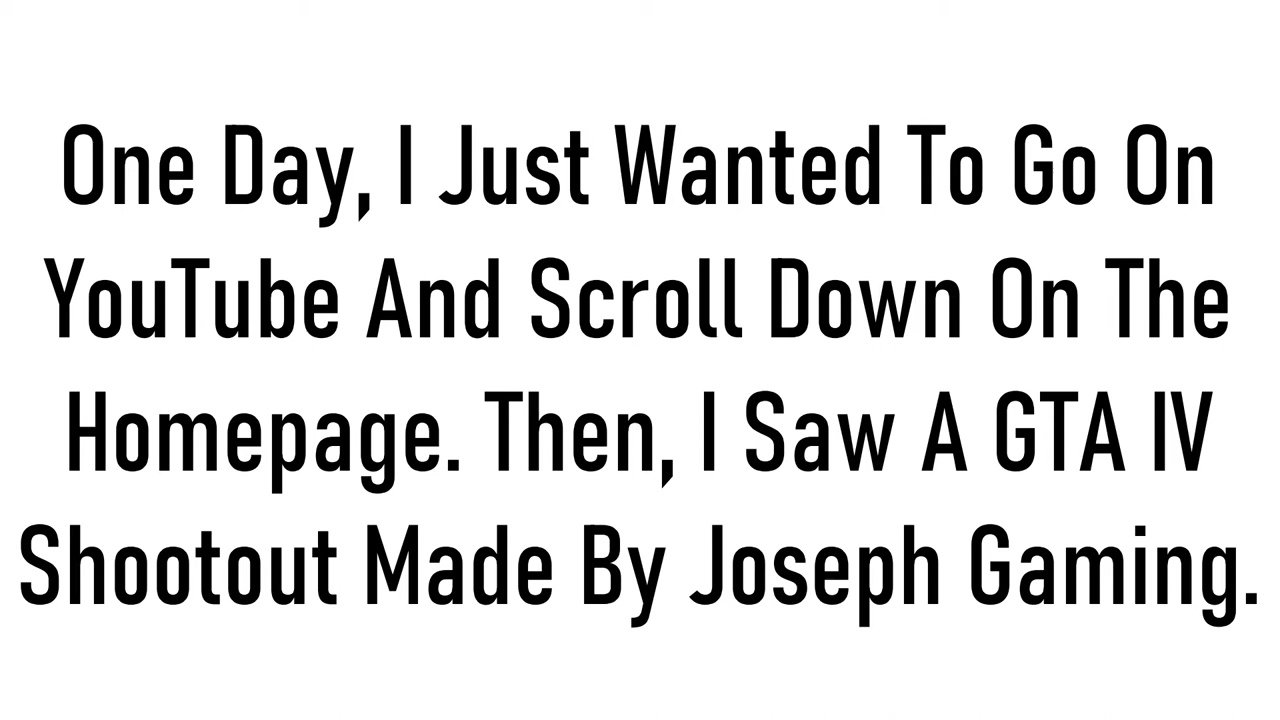 One Day, I Just Wanted To Go On
YouTube And Scroll Down On The
Homepage. Then, I Saw A GTA IV
Shootout Made By Joseph Gaming.